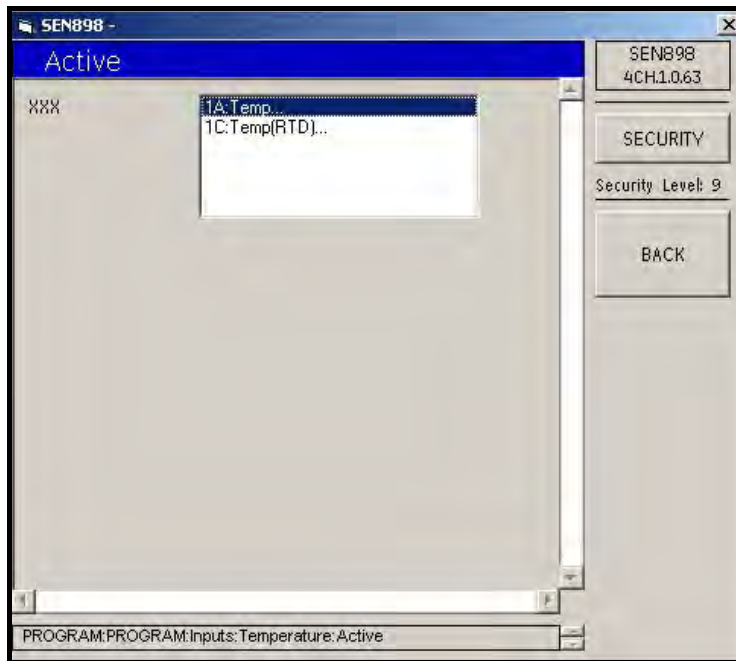 SEN898 -
Active
SEN898
4CH.1.0.63
XXX
1A:Temp...
1C:Temp(RTD)...
SECURITY
Security Level: 9
BACK
PROGRAM:PROGRAM:Inputs:Temperature:Active